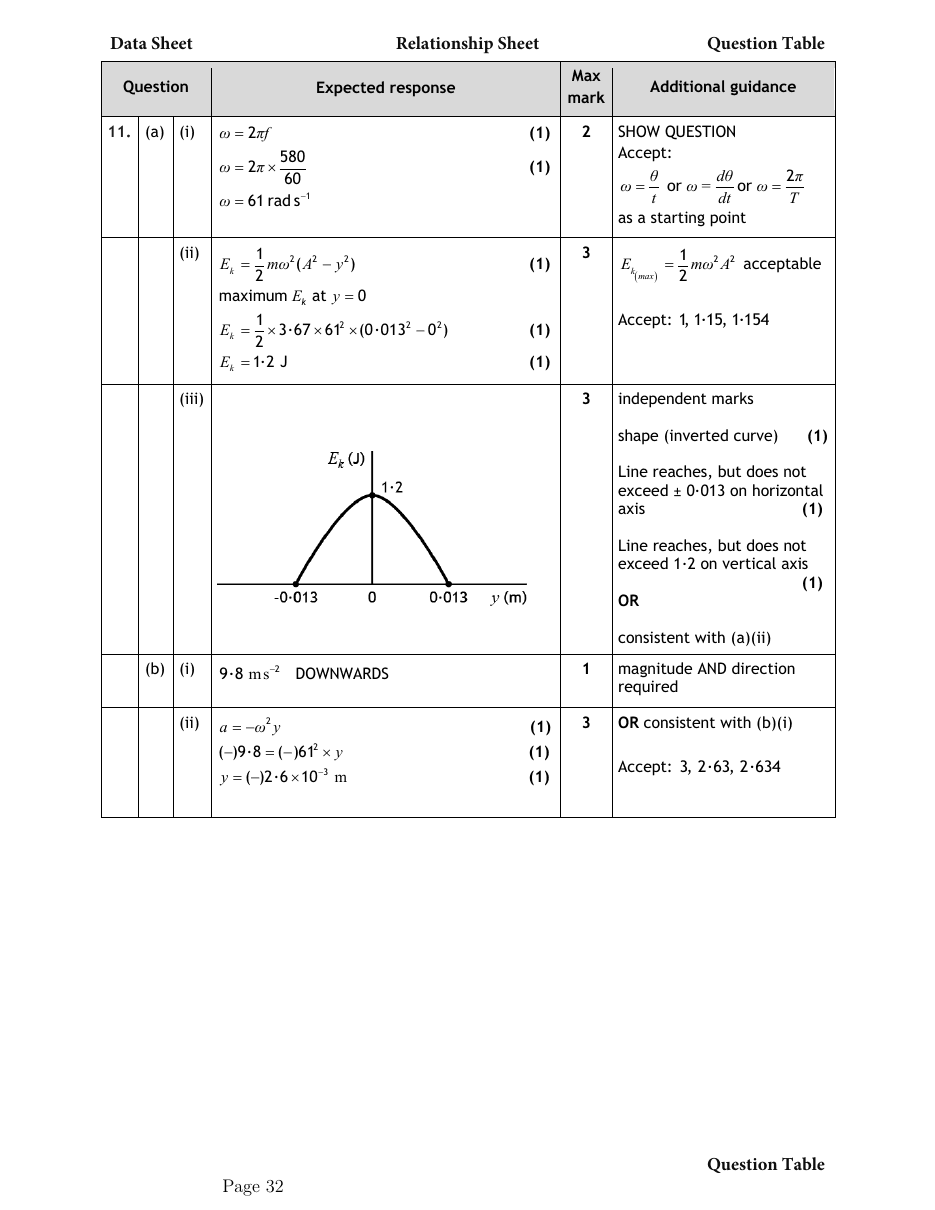 Data Sheet Relationship Sheet Question Table
Question Expected response Max mark Additional guidance
11. (a) (i) ω = 2πf (1) 2 SHOW QUESTION
Accept:
ω = 2π × 580/60 (1)
ω = θ/t or ω = dθ/dt or ω = 2π/T
ω = 61 rad s⁻¹
as a starting point
(ii) Eₖ = 1/2 mω²(A² − y²) (1) 3 Eₖ₍ₘₐₓ₎ = 1/2 mω²A² acceptable
maximum Eₖ at y = 0
Eₖ = 1/2 × 3·67 × 61² × (0·013² − 0²) (1) Accept: 1, 1·15, 1·154
Eₖ = 1·2 J (1)
(iii) 3 independent marks
shape (inverted curve) (1)
Line reaches, but does not
exceed ± 0·013 on horizontal
axis (1)
Line reaches, but does not
exceed 1·2 on vertical axis
(1)
OR
consistent with (a)(ii)
Eₖ (J)
1·2
-0·013 0 0·013 y (m)
(b) (i) 9·8 ms⁻² DOWNWARDS 1 magnitude AND direction
required
(ii) a = −ω²y (1) 3 OR consistent with (b)(i)
(−)9·8 = (−)61² × y (1)
Accept: 3, 2·63, 2·634
y = (−)2·6 × 10⁻³ m (1)
Question Table
Page 32